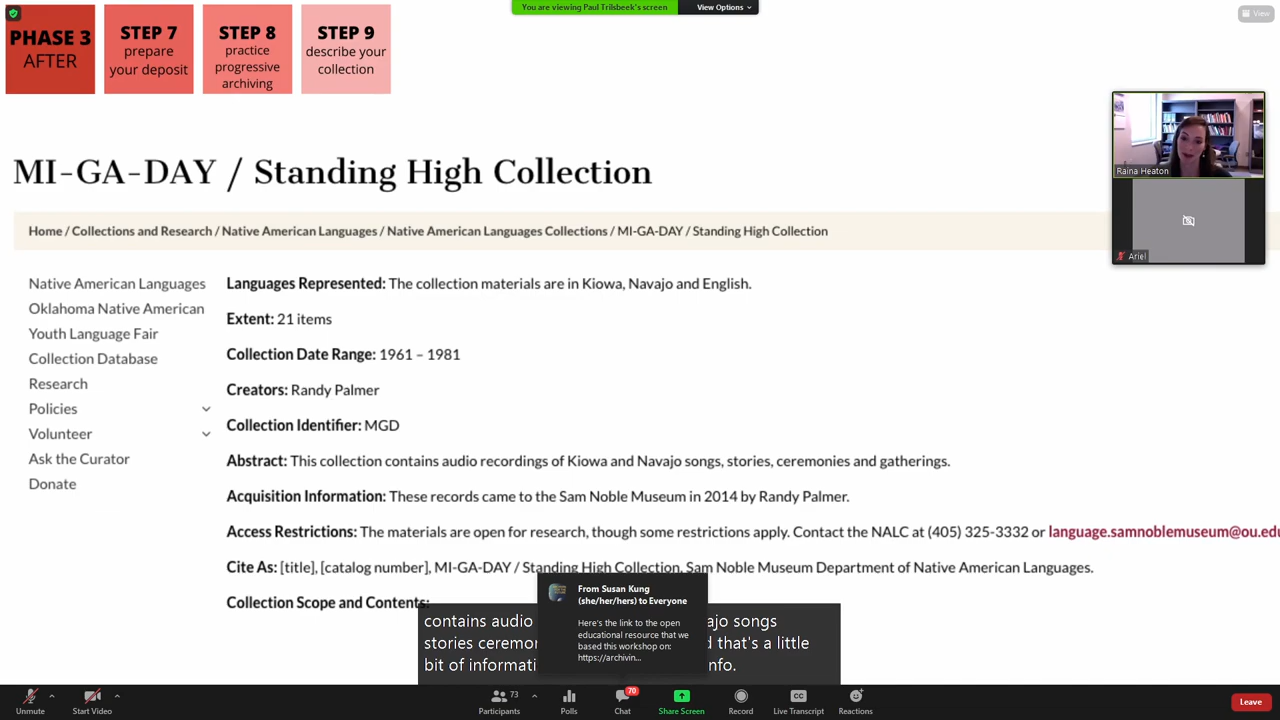 You are viewing Paul Trilsbeek's screen
View Options
View
PHASE 3
AFTER
STEP 7
prepare
your deposit
STEP 8
practice
progressive
archiving
STEP 9
describe your
collection
MI-GA-DAY / Standing High Collection
Home / Collections and Research / Native American Languages / Native American Languages Collections / MI-GA-DAY / Standing High Collection
Raina Heaton
Ariel
Native American Languages
Oklahoma Native American
Youth Language Fair
Collection Database
Research
Policies
Volunteer
Ask the Curator
Donate
Languages Represented: The collection materials are in Kiowa, Navajo and English.
Extent: 21 items
Collection Date Range: 1961 – 1981
Creators: Randy Palmer
Collection Identifier: MGD
Abstract: This collection contains audio recordings of Kiowa and Navajo songs, stories, ceremonies and gatherings.
Acquisition Information: These records came to the Sam Noble Museum in 2014 by Randy Palmer.
Access Restrictions: The materials are open for research, though some restrictions apply. Contact the NALC at (405) 325-3332 or language.samnoblemuseum@ou.edu
Cite As: [title], [catalog number], MI-GA-DAY / Standing High Collection, Sam Noble Museum Department of Native American Languages.
Collection Scope and Contents:
From Susan Kung
(she/her/hers) to Everyone
Here's the link to the open
educational resource that we
based this workshop on:
https://archivin...
contains audio ajo songs
stories ceremon d that's a little
bit of informati info.
Unmute
Start Video
73
Participants
Polls
70
Chat
Share Screen
Record
CC
Live Transcript
Reactions
Leave